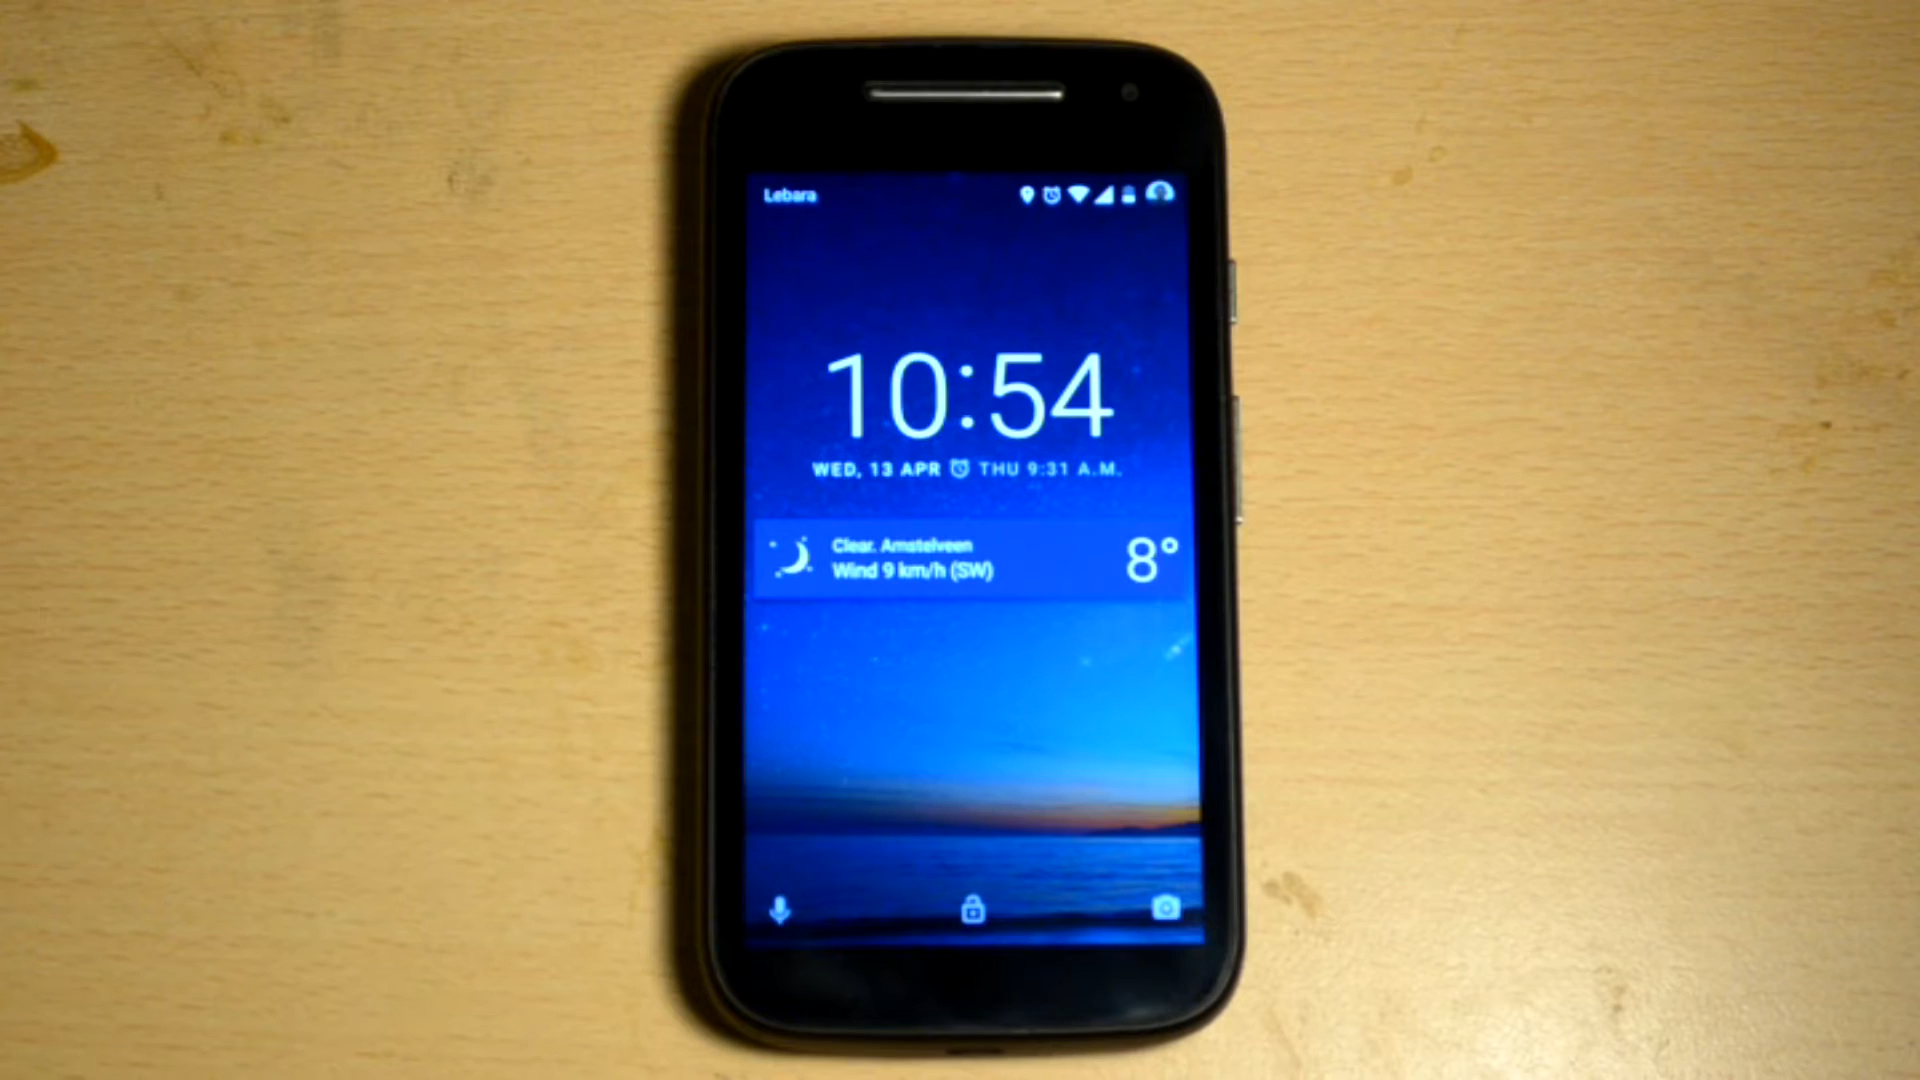 Lebara
10:54
WED, 13 APR THU 9:31 A.M.
Clear. Amstelveen
Wind 9 km/h (SW)
8°